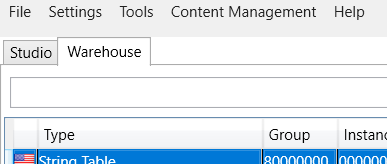 File Settings Tools Content Management Help
Studio Warehouse
Type Group Instanc
String Table 80000000 000000